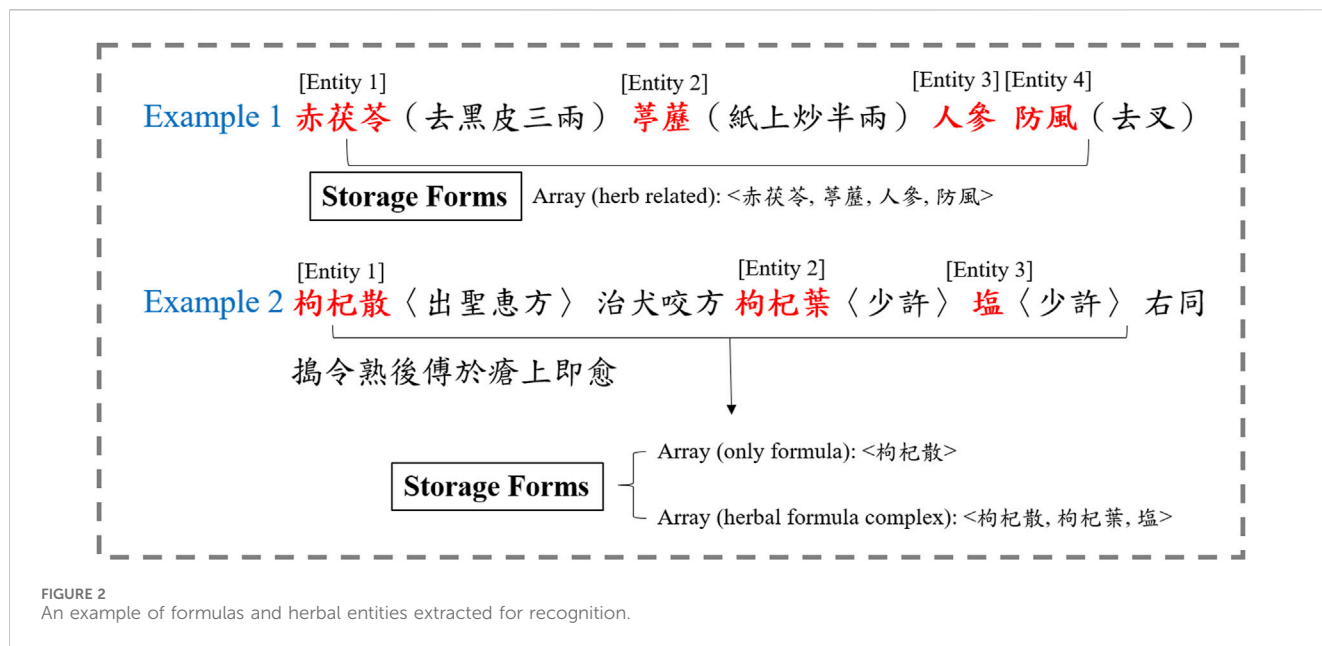 [Entity 1] [Entity 2] [Entity 3] [Entity 4]
Example 1 赤茯苓（去黑皮三兩）葶藶（紙上炒半兩）人參 防風（去叉）
Storage Forms Array (herb related): <赤茯苓, 葶藶, 人參, 防風>
[Entity 1] [Entity 2] [Entity 3]
Example 2 枸杞散〈出聖惠方〉治犬咬方 枸杞葉〈少許〉塩〈少許〉右同
搗令熟後傅於瘡上即愈
Array (only formula): <枸杞散>
Storage Forms
Array (herbal formula complex): <枸杞散, 枸杞葉, 塩>
FIGURE 2
An example of formulas and herbal entities extracted for recognition.